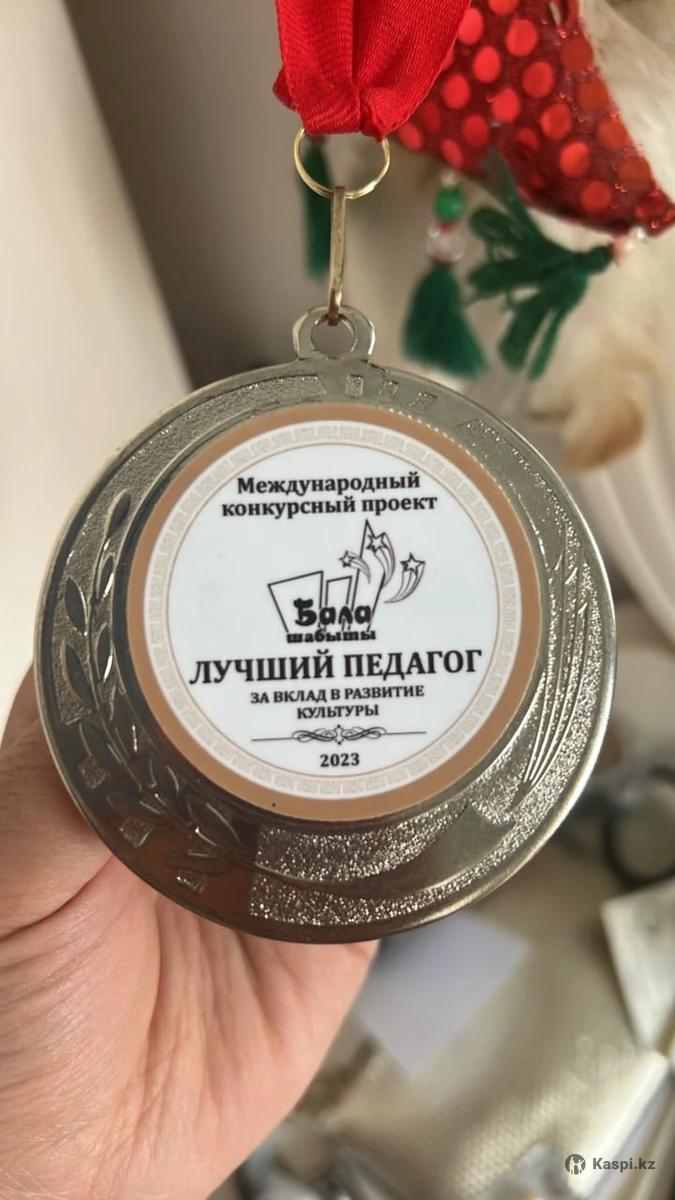 Международный
конкурсный проект
Бала
шабыты
ЛУЧШИЙ ПЕДАГОГ
ЗА ВКЛАД В РАЗВИТИЕ
КУЛЬТУРЫ
2023
Kaspi.kz